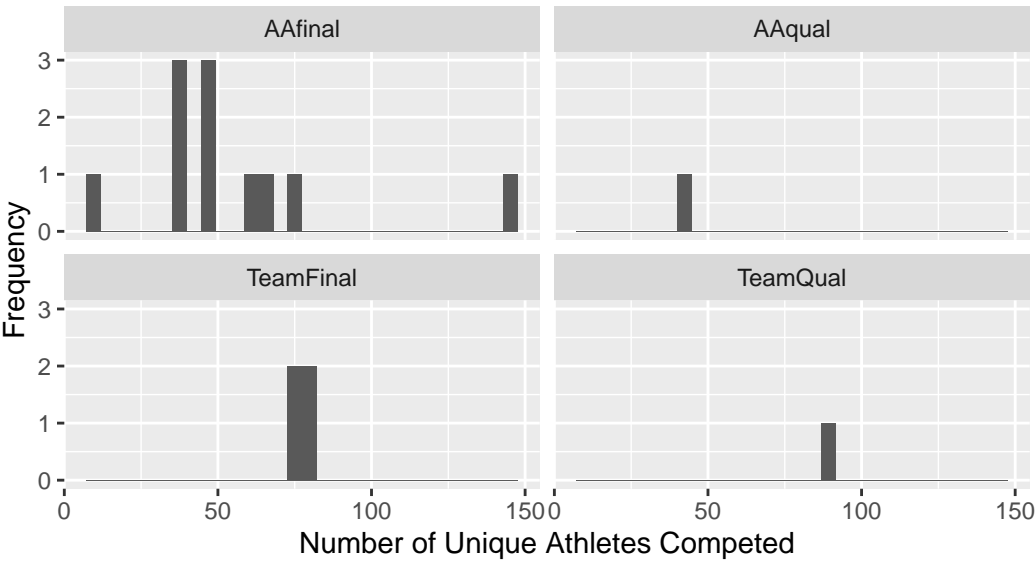 AAfinal AAqual
3
2
1
0
TeamFinal TeamQual
3
2
1
0
0 50 100 150 0 50 100 150
Number of Unique Athletes Competed
Frequency